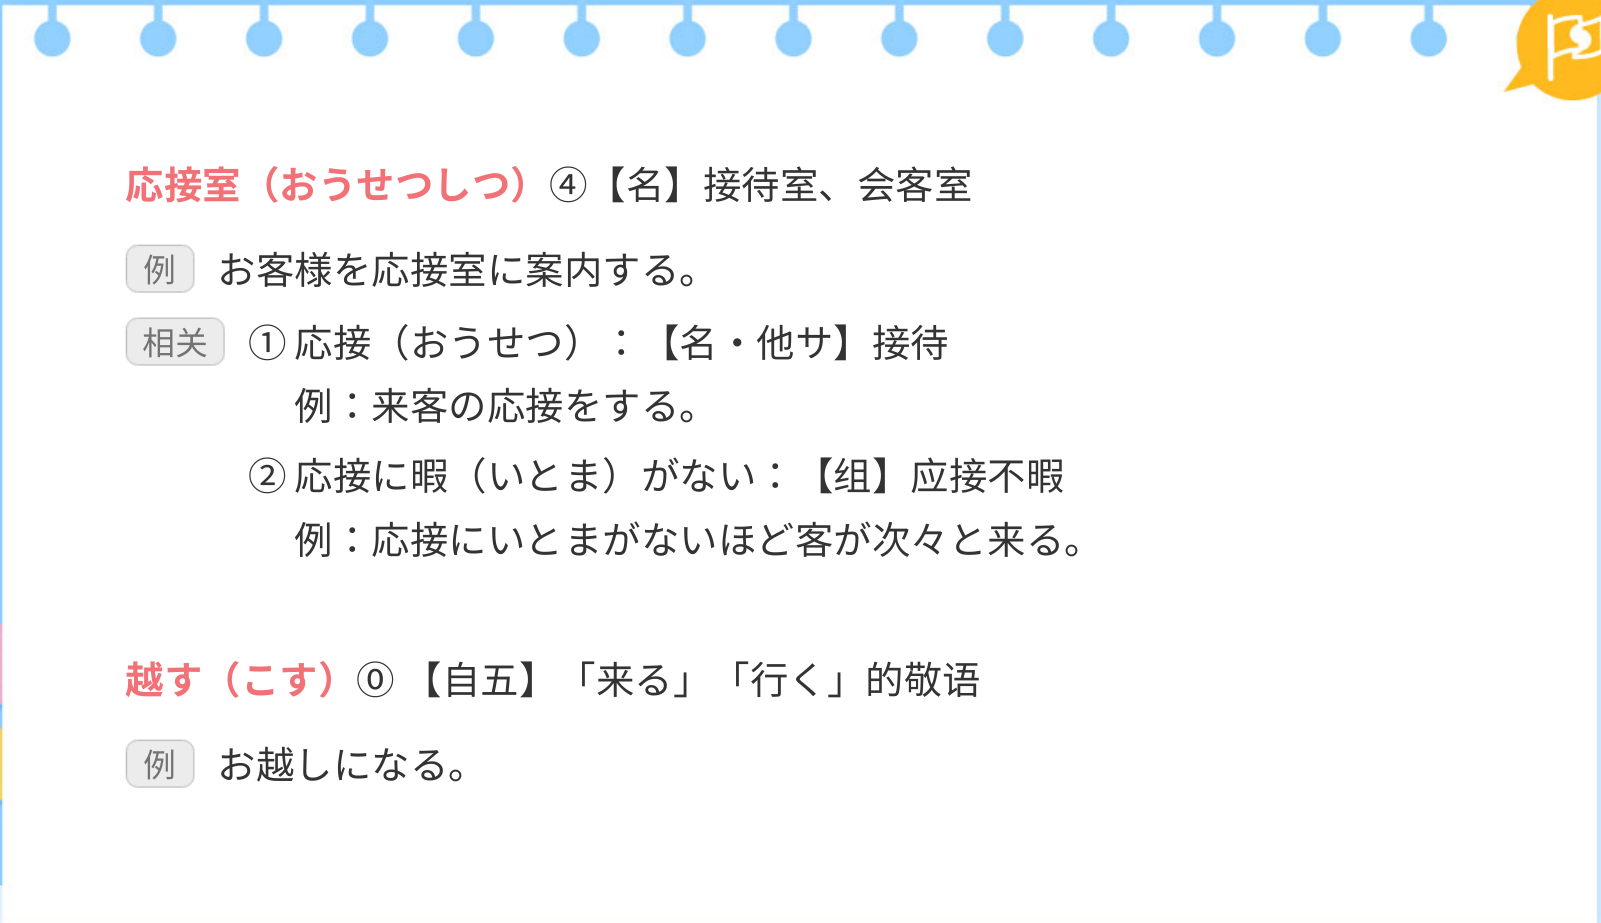 応接室（おうせつしつ）④【名】接待室、会客室
例 お客様を応接室に案内する。
相关 ①応接（おうせつ）：【名・他サ】接待
例：来客の応接をする。
②応接に暇（いとま）がない：【组】应接不暇
例：応接にいとまがないほど客が次々と来る。
越す（こす）⓪【自五】「来る」「行く」的敬语
例 お越しになる。